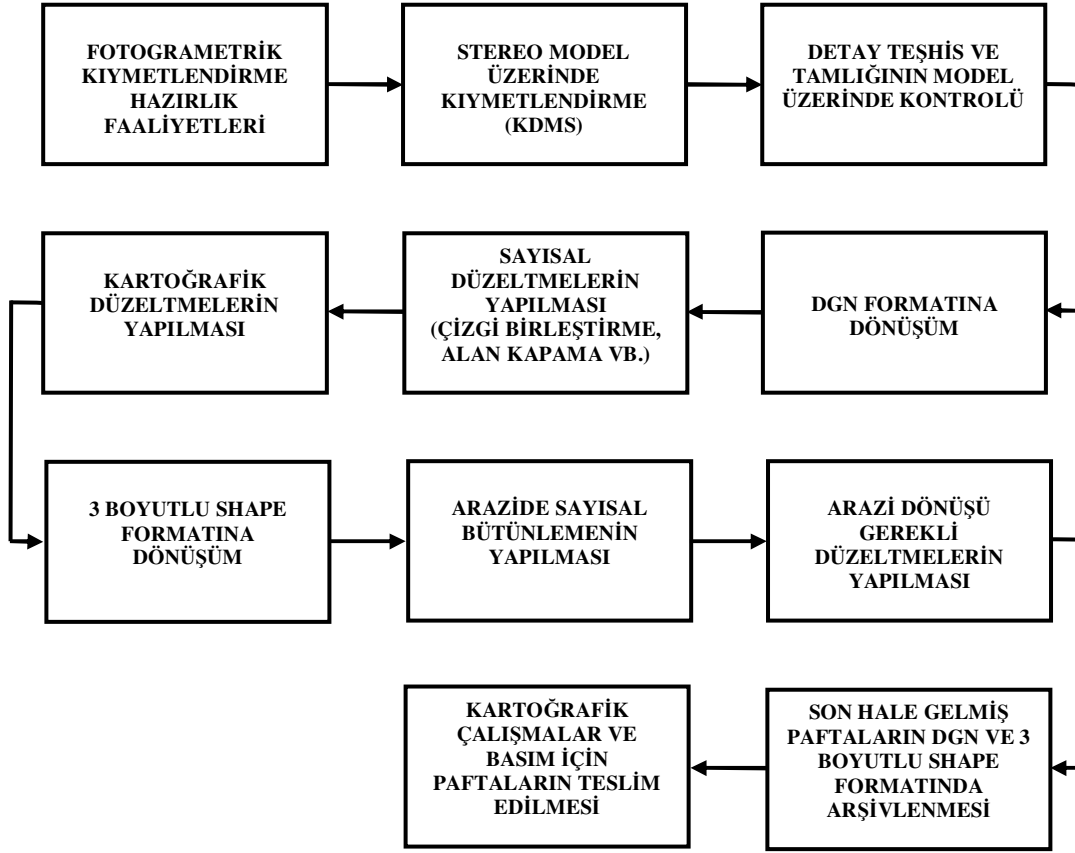 FOTOGRAMETRİK
KIYMETLENDİRME
HAZIRLIK
FAALİYETLERİ
STEREO MODEL
ÜZERİNDE
KIYMETLENDİRME
(KDMS)
DETAY TEŞHİS VE
TAMLIĞININ MODEL
ÜZERİNDE KONTROLÜ
DGN FORMATINA
DÖNÜŞÜM
SAYISAL
DÜZELTMELERİN
YAPILMASI
(ÇİZGİ BİRLEŞTİRME,
ALAN KAPAMA VB.)
KARTOĞRAFİK
DÜZELTMELERİN
YAPILMASI
3 BOYUTLU SHAPE
FORMATINA
DÖNÜŞÜM
ARAZİDE SAYISAL
BÜTÜNLEMENİN
YAPILMASI
ARAZİ DÖNÜŞÜ
GEREKLİ
DÜZELTMELERİN
YAPILMASI
SON HALE GELMİŞ
PAFTALARIN DGN VE 3
BOYUTLU SHAPE
FORMATINDA
ARŞİVLENMESİ
KARTOĞRAFİK
ÇALIŞMALAR VE
BASIM İÇİN
PAFTALARIN TESLİM
EDİLMESİ